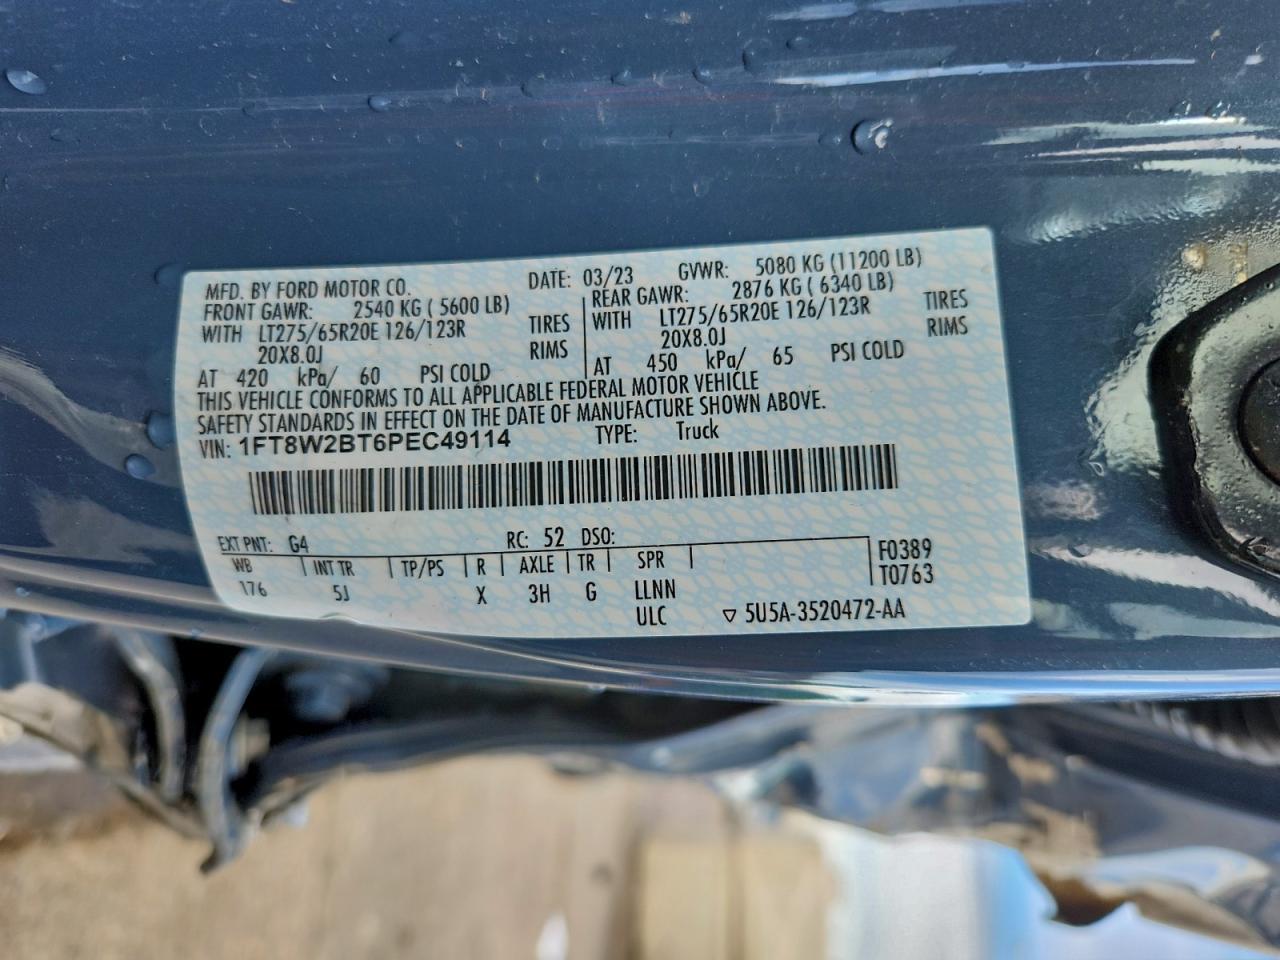 MFD. BY FORD MOTOR CO. DATE: 03/23 GVWR: 5080 KG (11200 LB)
FRONT GAWR: 2540 KG ( 5600 LB) REAR GAWR: 2876 KG ( 6340 LB)
WITH LT275/65R20E 126/123R TIRES WITH LT275/65R20E 126/123R TIRES
20X8.0J RIMS 20X8.0J RIMS
AT 420 kPa/ 60 PSI COLD AT 450 kPa/ 65 PSI COLD
THIS VEHICLE CONFORMS TO ALL APPLICABLE FEDERAL MOTOR VEHICLE
SAFETY STANDARDS IN EFFECT ON THE DATE OF MANUFACTURE SHOWN ABOVE.
VIN: 1FT8W2BT6PEC49114 TYPE: Truck
EXT PNT: G4 RC: 52 DSO:
WB INT TR TP/PS R AXLE TR SPR F0389
176 5J X 3H G LLNN T0763
ULC ▽ 5U5A-3520472-AA